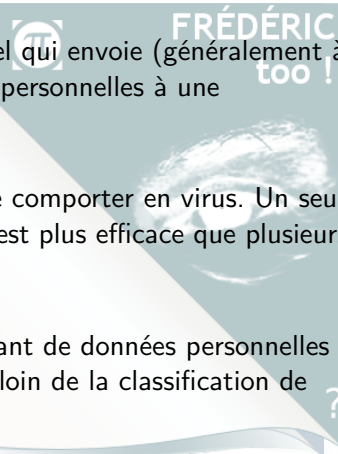 FRÉDÉRIC
too !
el qui envoie (généralement à
personnelles à une
e comporter en virus. Un seu
est plus efficace que plusieur
ant de données personnelles
loin de la classification de
?